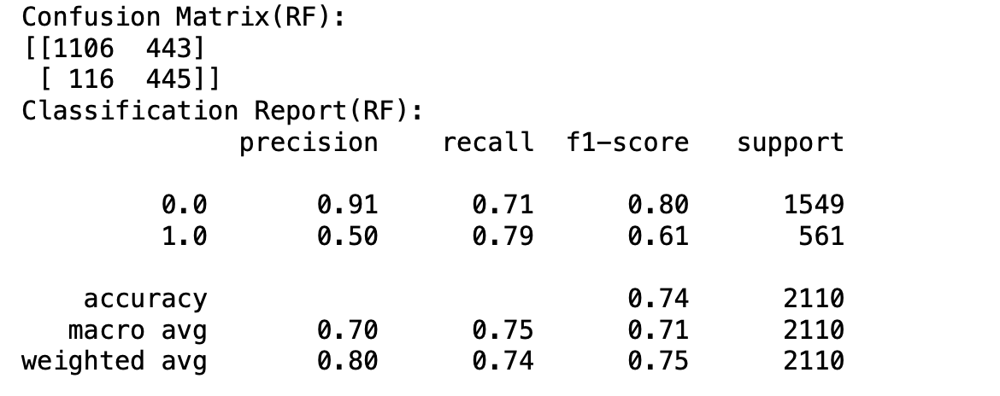 Confusion Matrix(RF):
[[1106  443]
 [ 116  445]]
Classification Report(RF):
              precision    recall  f1-score   support

         0.0       0.91      0.71      0.80      1549
         1.0       0.50      0.79      0.61       561

    accuracy                           0.74      2110
   macro avg       0.70      0.75      0.71      2110
weighted avg       0.80      0.74      0.75      2110